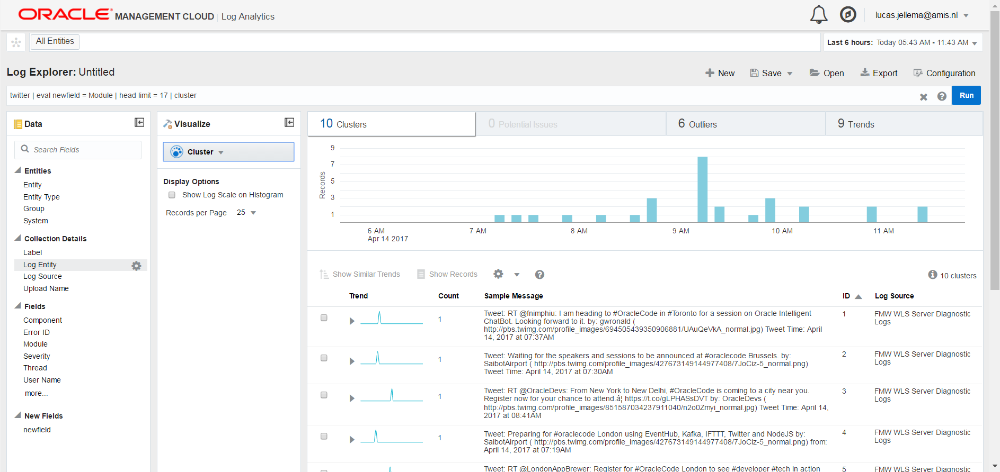 ORACLE MANAGEMENT CLOUD Log Analytics
lucas.jellema@amis.nl
All Entities
Last 6 hours: Today 05:43 AM - 11:43 AM
Log Explorer: Untitled
New
Save
Open
Export
Configuration
twitter | eval newfield = Module | head limit = 17 | cluster
Run
Data
Search Fields
Entities
Entity
Entity Type
Group
System
Collection Details
Label
Log Entity
Log Source
Upload Name
Fields
Component
Error ID
Module
Severity
Thread
User Name
more...
New Fields
newfield
Visualize
Cluster
Display Options
Show Log Scale on Histogram
Records per Page 25
10 Clusters
0 Potential Issues
6 Outliers
9 Trends
Records
9
7
5
3
1
6 AM
Apr 14 2017
7 AM
8 AM
9 AM
10 AM
11 AM
Show Similar Trends
Show Records
10 clusters
Trend Count Sample Message ID Log Source
1
Tweet: RT @fnimphiu: I am heading to #OracleCode in #Toronto for a session on Oracle Intelligent
ChatBot. Looking forward to it. by: gwronald (
http://pbs.twimg.com/profile_images/694505439350906881/UAuQeVkA_normal.jpg) Tweet Time: April
14, 2017 at 07:37AM
1
FMW WLS Server Diagnostic
Logs
1
Tweet: Waiting for the speakers and sessions to be announced at #oraclecode Brussels. by:
SaibotAirport ( http://pbs.twimg.com/profile_images/427673149144977408/7JoCiz-5_normal.png)
Tweet Time: April 14, 2017 at 07:30AM
2
FMW WLS Server Diagnostic
Logs
1
Tweet: RT @OracleDevs: From New York to New Delhi, #OracleCode is coming to a city near you.
Register now for your chance to attend.â¦ https://t.co/gLPHASsDVT by: OracleDevs (
http://pbs.twimg.com/profile_images/851587034237911040/n2o0Zmyi_normal.jpg) Tweet Time: April 14,
2017 at 08:41AM
3
FMW WLS Server Diagnostic
Logs
1
Tweet: Preparing for #oraclecode London using EventHub, Kafka, IFTTT, Twitter and NodeJS by:
SaibotAirport ( http://pbs.twimg.com/profile_images/427673149144977408/7JoCiz-5_normal.png) from:
April 14, 2017 at 07:19AM
4
FMW WLS Server Diagnostic
Logs
Tweet: RT @LondonAppBrewer: Register for #OracleCode London to see #developer #tech in action
5
FMW WLS Server Diagnostic